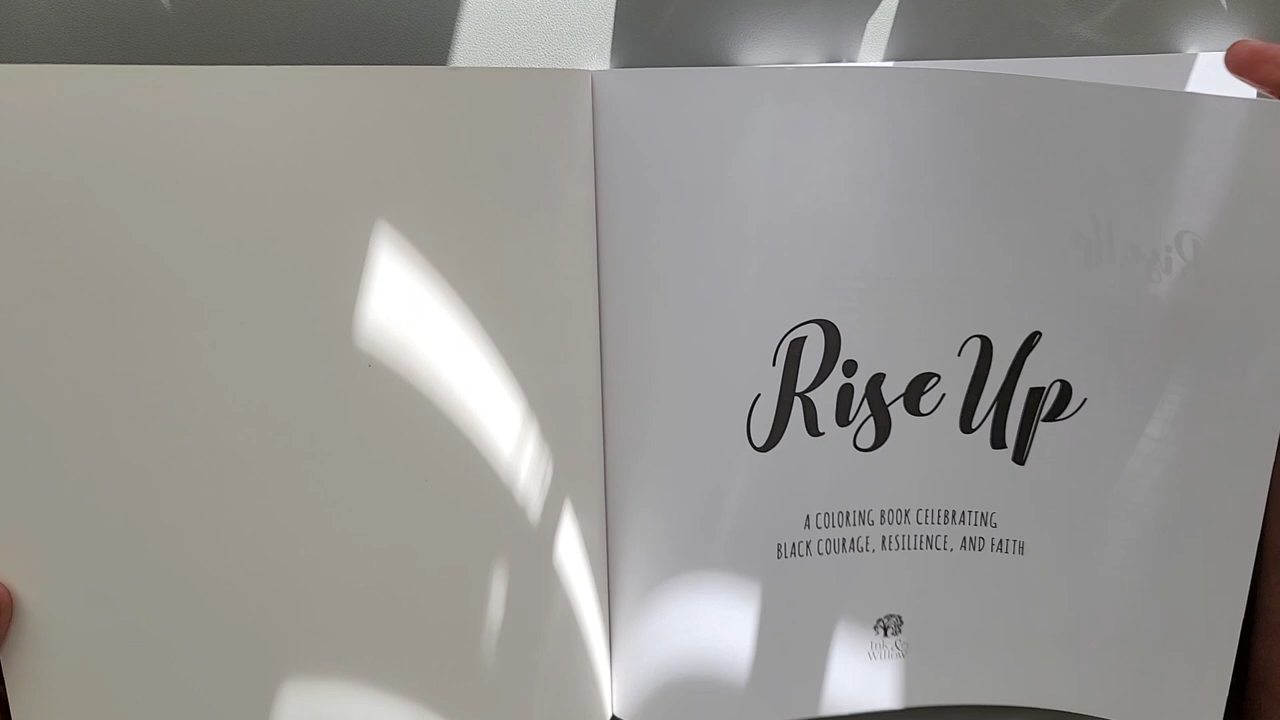 Rise Up
A COLORING BOOK CELEBRATING
BLACK COURAGE, RESILIENCE, AND FAITH
Ink &
Willow